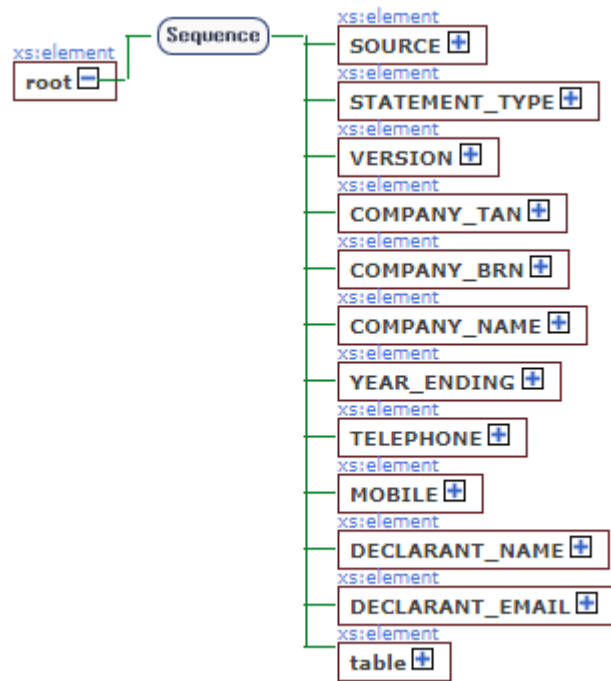 xs:element
root
Sequence
xs:element
SOURCE
xs:element
STATEMENT_TYPE
xs:element
VERSION
xs:element
COMPANY_TAN
xs:element
COMPANY_BRN
xs:element
COMPANY_NAME
xs:element
YEAR_ENDING
xs:element
TELEPHONE
xs:element
MOBILE
xs:element
DECLARANT_NAME
xs:element
DECLARANT_EMAIL
xs:element
table